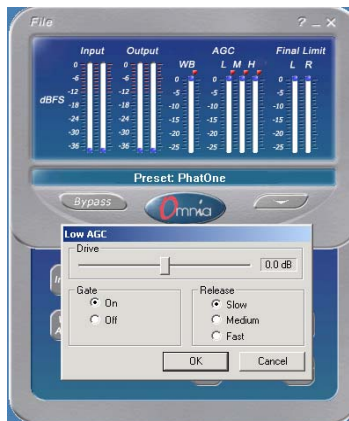 File ? _ X
Input Output AGC Final Limit
WB L M H L R
0 0 0 0 0
-6 -6 -5 -5 -5
-12 -12 -10 -10 -10
dBFS -18 -18 -15 -15 -15
-24 -24 -20 -20 -20
-30 -30 -25 -25 -25
-36 -36
Preset: PhatOne
Bypass Omnia
Low AGC
Drive
0.0 dB
Gate Release
On Slow
Off Medium
Fast
OK Cancel